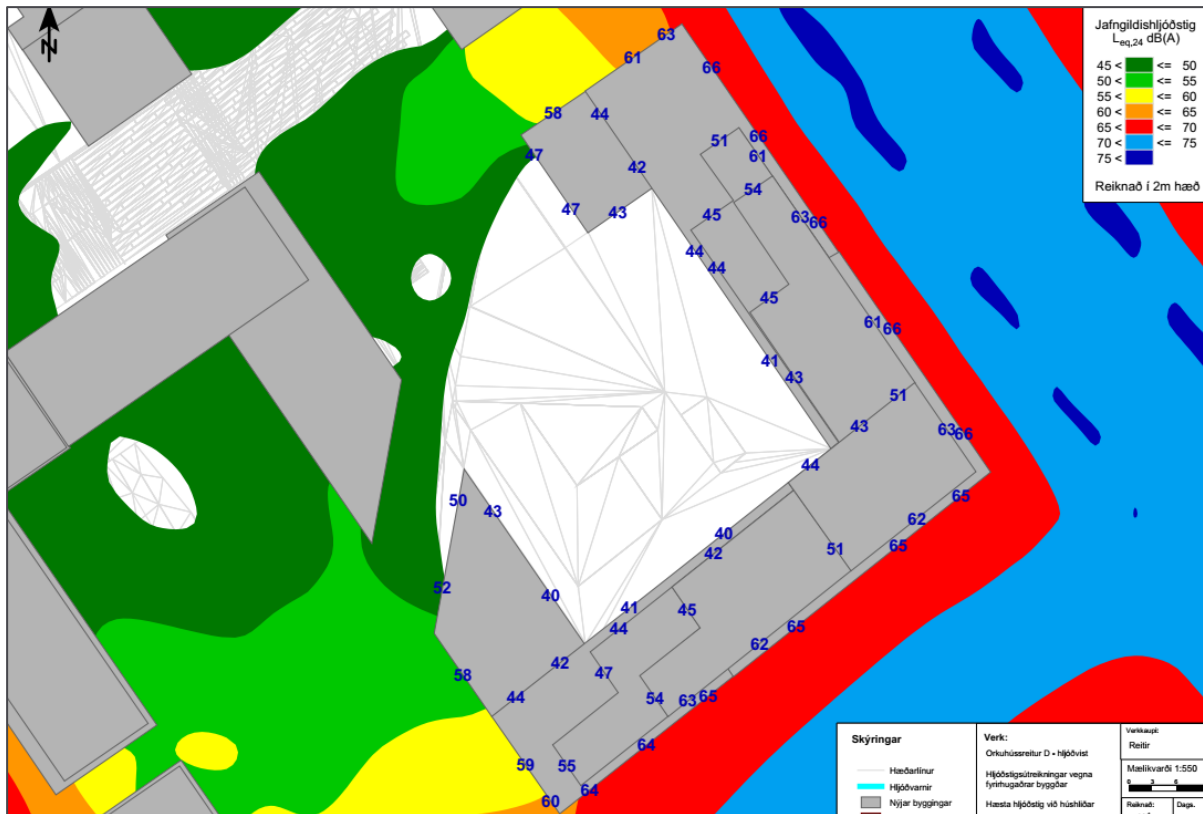 N
63
61
66
58
44
47
42
51
66
61
54
47
43
45
63
66
44
44
45
61
66
41
43
51
43
63
66
44
50
43
65
62
40
42
51
65
52
40
41
44
45
65
62
58
42
47
44
54
63
65
64
59
55
60
64
Jafngildishljóðstig
Leq,24 dB(A)
45 < <= 50
50 < <= 55
55 < <= 60
60 < <= 65
65 < <= 70
70 < <= 75
75 <
Reiknað í 2m hæð
Skýringar
Hæðarlínur
Hljóðvarnir
Nýjar byggingar
Verk:
Orkuhússreitur D - hljóðvist
Hljóðstigsútreikningar vegna
fyrirhugaðrar byggðar
Hæsta hljóðstig við húshliðar
Verkkaupi:
Reitir
Mælikvarði 1:550
0 3 6
Reiknað:
Dags.